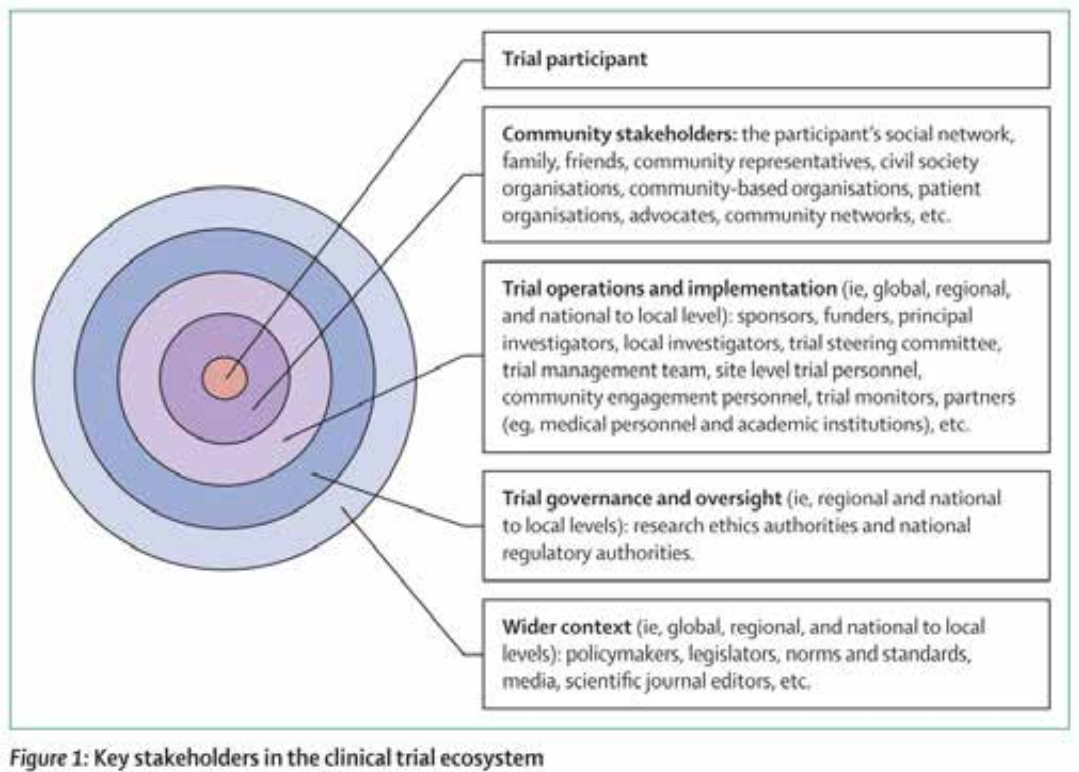 Trial participant
Community stakeholders: the participant's social network,
family, friends, community representatives, civil society
organisations, community-based organisations, patient
organisations, advocates, community networks, etc.
Trial operations and implementation (ie, global, regional,
and national to local level): sponsors, funders, principal
investigators, local investigators, trial steering committee,
trial management team, site level trial personnel,
community engagement personnel, trial monitors, partners
(eg, medical personnel and academic institutions), etc.
Trial governance and oversight (ie, regional and national
to local levels): research ethics authorities and national
regulatory authorities.
Wider context (ie, global, regional, and national to local
levels): policymakers, legislators, norms and standards,
media, scientific journal editors, etc.
Figure 1: Key stakeholders in the clinical trial ecosystem